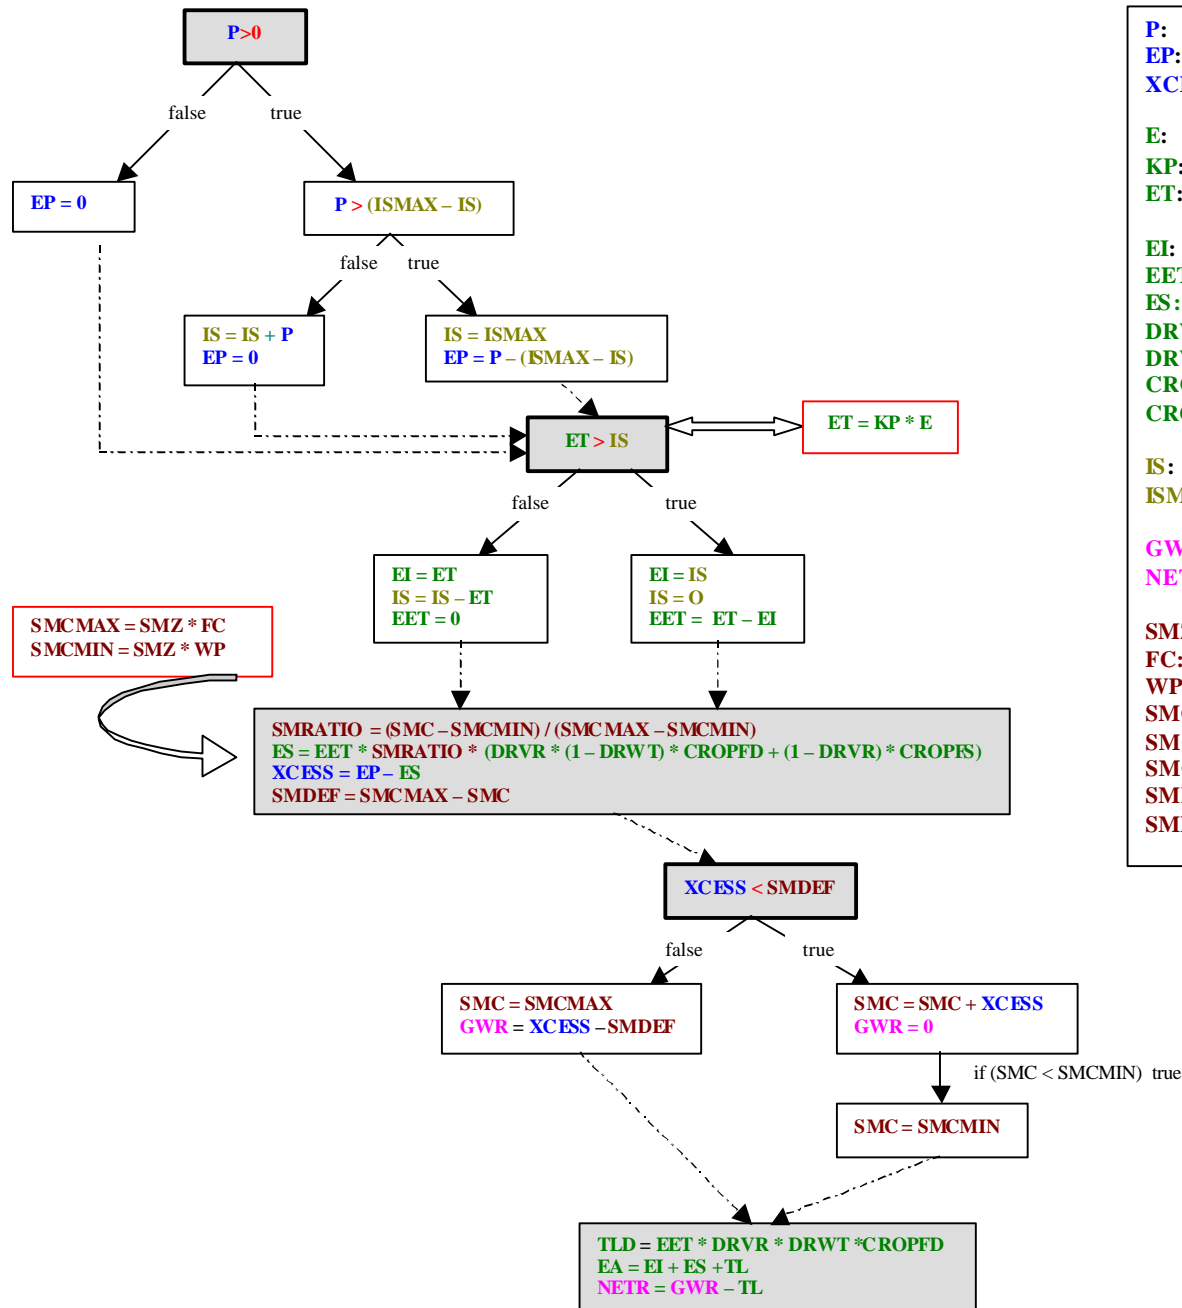 P>0
false
true
EP = 0
P > (ISMAX – IS)
false
true
IS = IS + P
EP = 0
IS = ISMAX
EP = P – (ISMAX – IS)
ET > IS
ET = KP * E
false
true
EI = ET
IS = IS – ET
EET = 0
EI = IS
IS = O
EET = ET – EI
SMCMAX = SMZ * FC
SMCMIN = SMZ * WP
SMRATIO = (SMC – SMCMIN) / (SMCMAX – SMCMIN)
ES = EET * SMRATIO * (DRVR * (1 – DRWT) * CROPFD + (1 – DRVR) * CROPFS)
XCESS = EP – ES
SMDEF = SMCMAX – SMC
XCESS < SMDEF
false
true
SMC = SMCMAX
GWR = XCESS – SMDEF
SMC = SMC + XCESS
GWR = 0
if (SMC < SMCMIN) true
SMC = SMCMIN
TLD = EET * DRVR * DRWT *CROPFD
EA = EI + ES +TL
NETR = GWR – TL
P:
EP:
E:
KP:
ET:
EI:
EET
ES:
IS:
FC:
WP